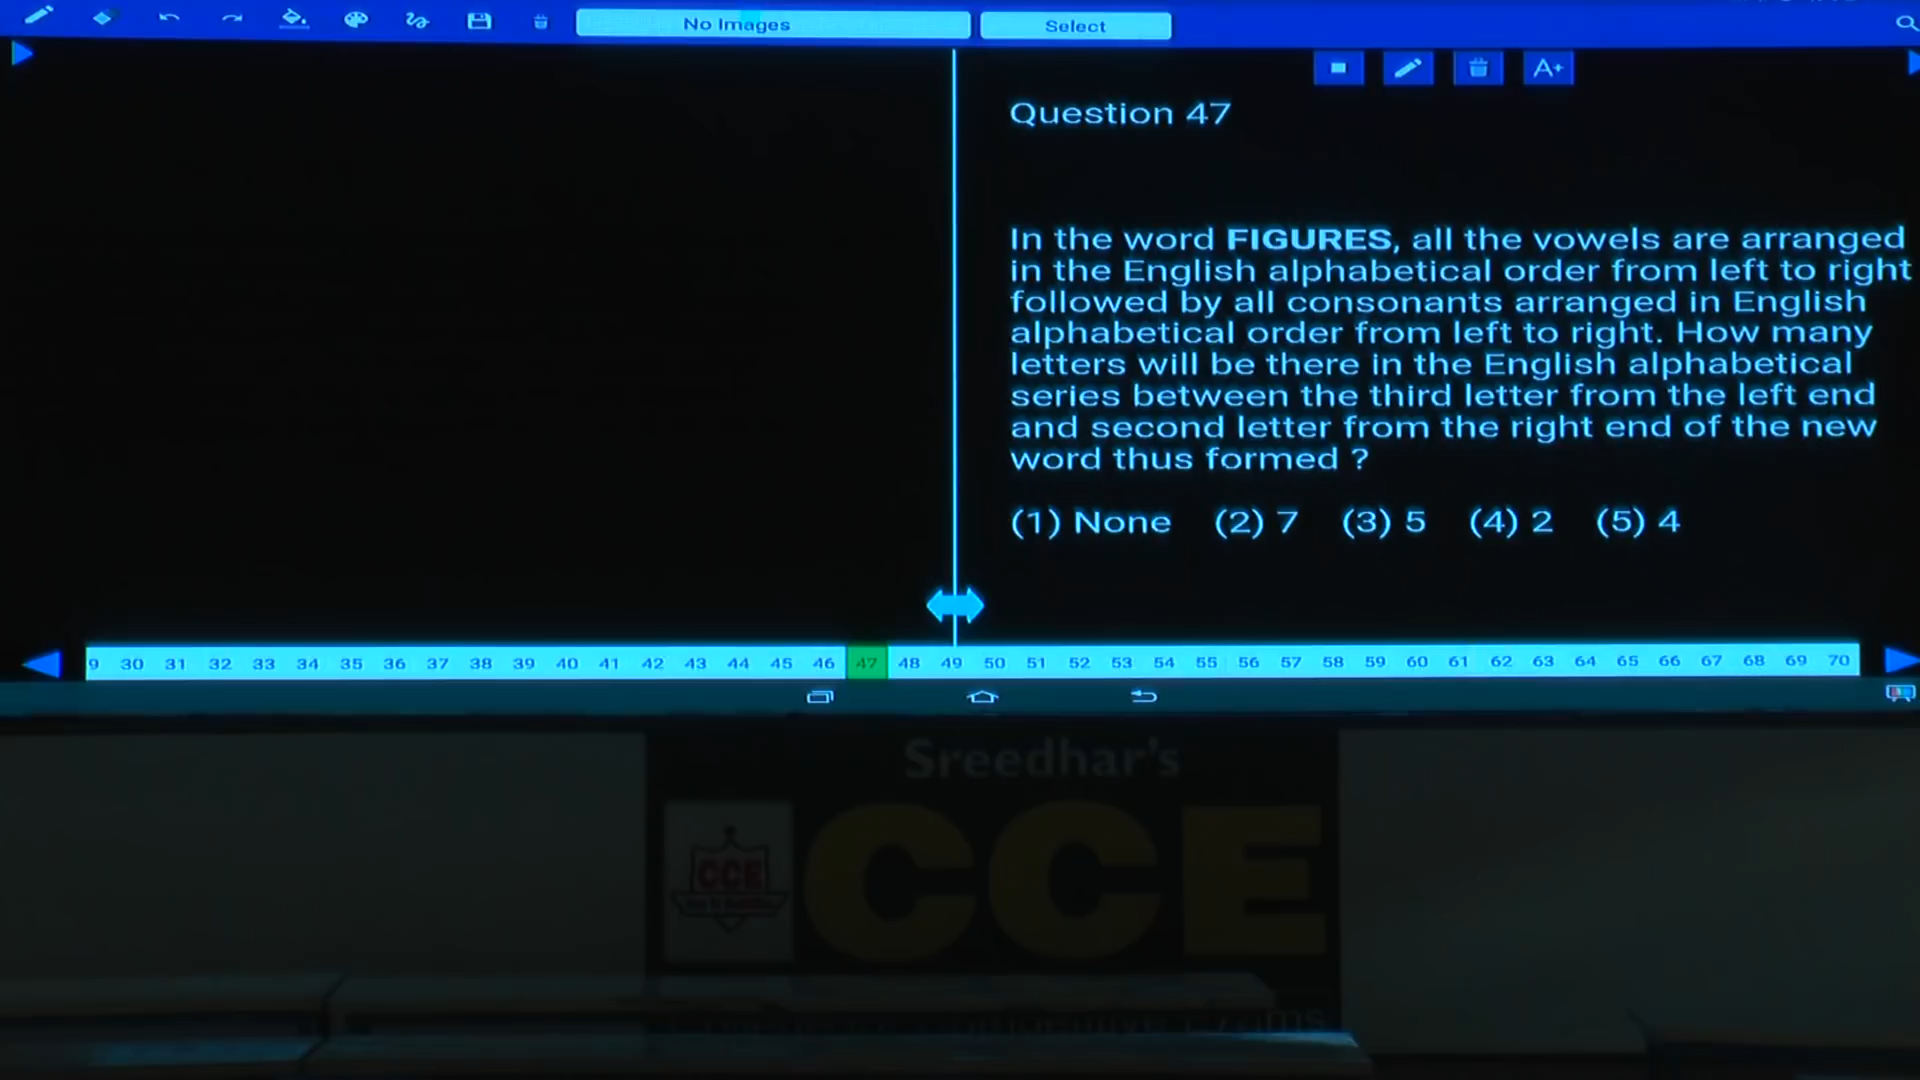 No Images
Select
A+
Question 47
In the word FIGURES, all the vowels are arranged
in the English alphabetical order from left to right
followed by all consonants arranged in English
alphabetical order from left to right. How many
letters will be there in the English alphabetical
series between the third letter from the left end
and second letter from the right end of the new
word thus formed ?
(1) None (2) 7 (3) 5 (4) 2 (5) 4
9 30 31 32 33 34 35 36 37 38 39 40 41 42 43 44 45 46 47 48 49 50 51 52 53 54 55 56 57 58 59 60 61 62 63 64 65 66 67 68 69 70
Sreedhar's
CCE
CCE